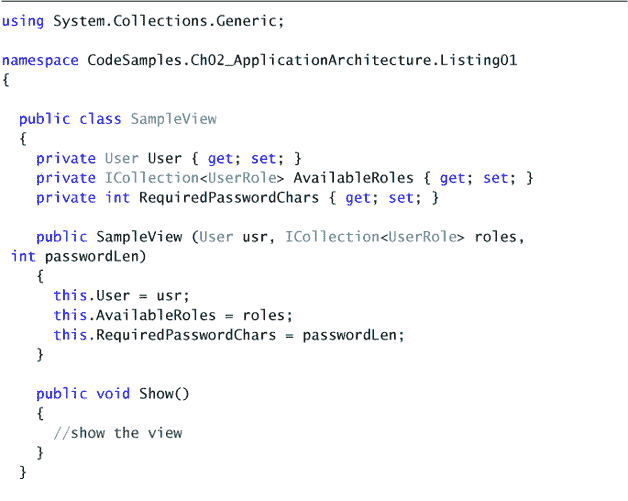 using System.Collections.Generic;
namespace CodeSamples.Ch02_ApplicationArchitecture.Listing01
{
public class SampleView
{
private User User { get; set; }
private ICollection<UserRole> AvailableRoles { get; set; }
private int RequiredPasswordChars { get; set; }
public SampleView (User usr, ICollection<UserRole> roles,
int passwordLen)
{
this.User = usr;
this.AvailableRoles = roles;
this.RequiredPasswordChars = passwordLen;
}
public void Show()
{
//show the view
}
}